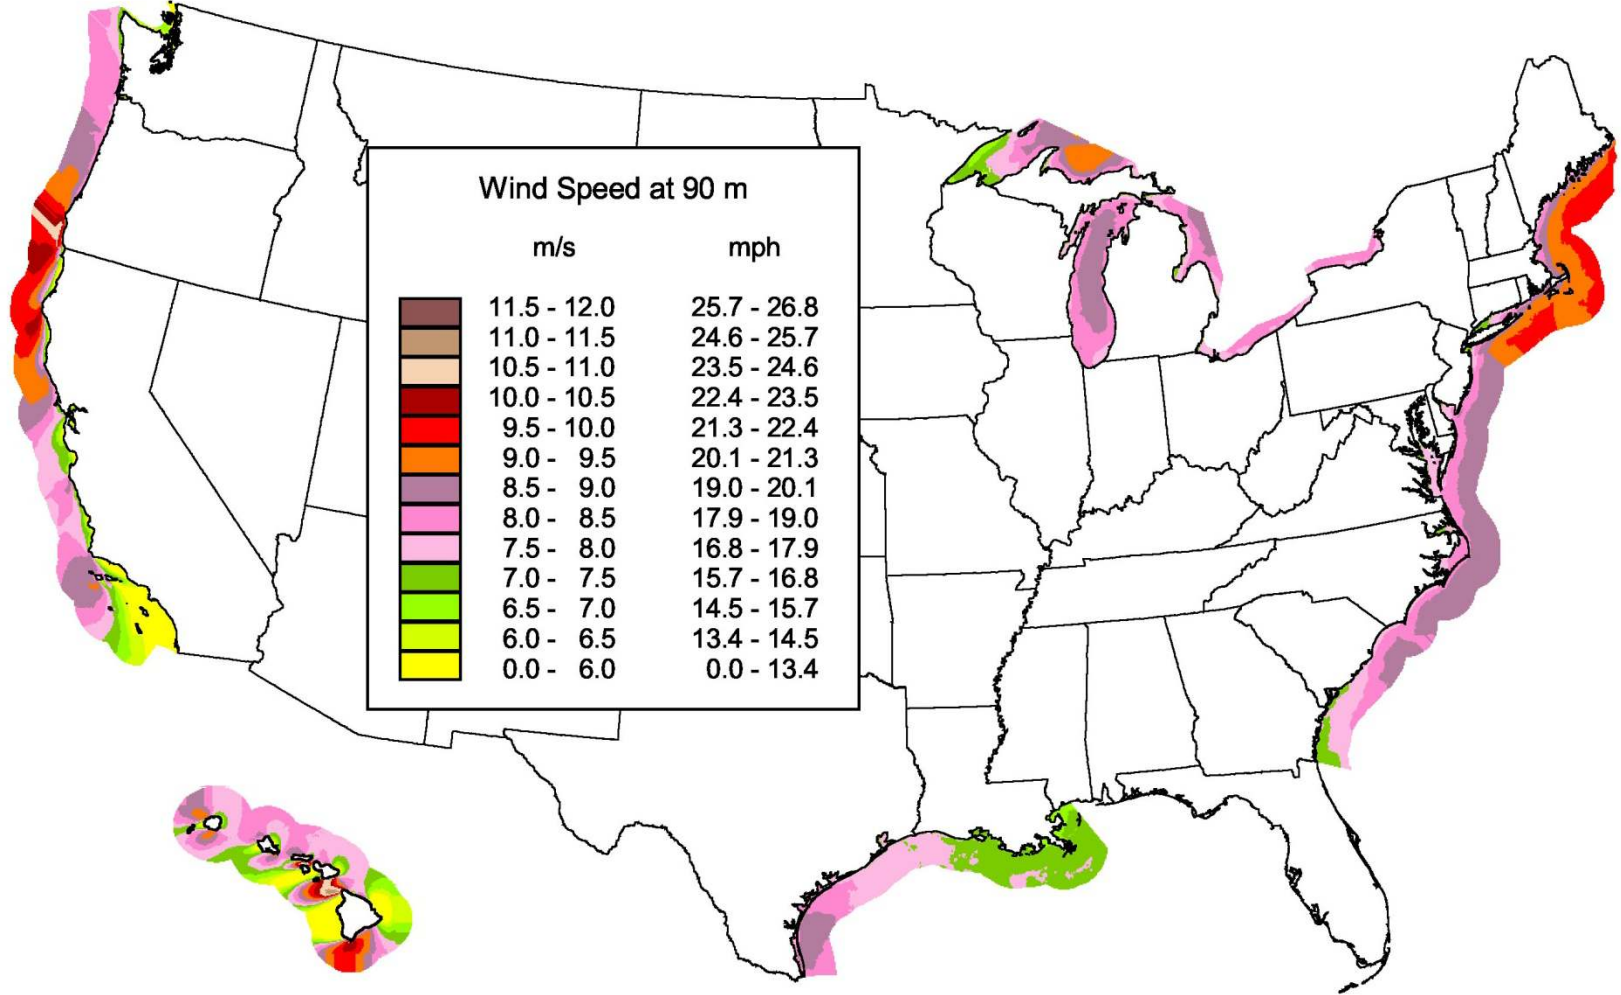 Wind Speed at 90 m
m/s mph
11.5 - 12.0 25.7 - 26.8
11.0 - 11.5 24.6 - 25.7
10.5 - 11.0 23.5 - 24.6
10.0 - 10.5 22.4 - 23.5
9.5 - 10.0 21.3 - 22.4
9.0 - 9.5 20.1 - 21.3
8.5 - 9.0 19.0 - 20.1
8.0 - 8.5 17.9 - 19.0
7.5 - 8.0 16.8 - 17.9
7.0 - 7.5 15.7 - 16.8
6.5 - 7.0 14.5 - 15.7
6.0 - 6.5 13.4 - 14.5
0.0 - 6.0 0.0 - 13.4